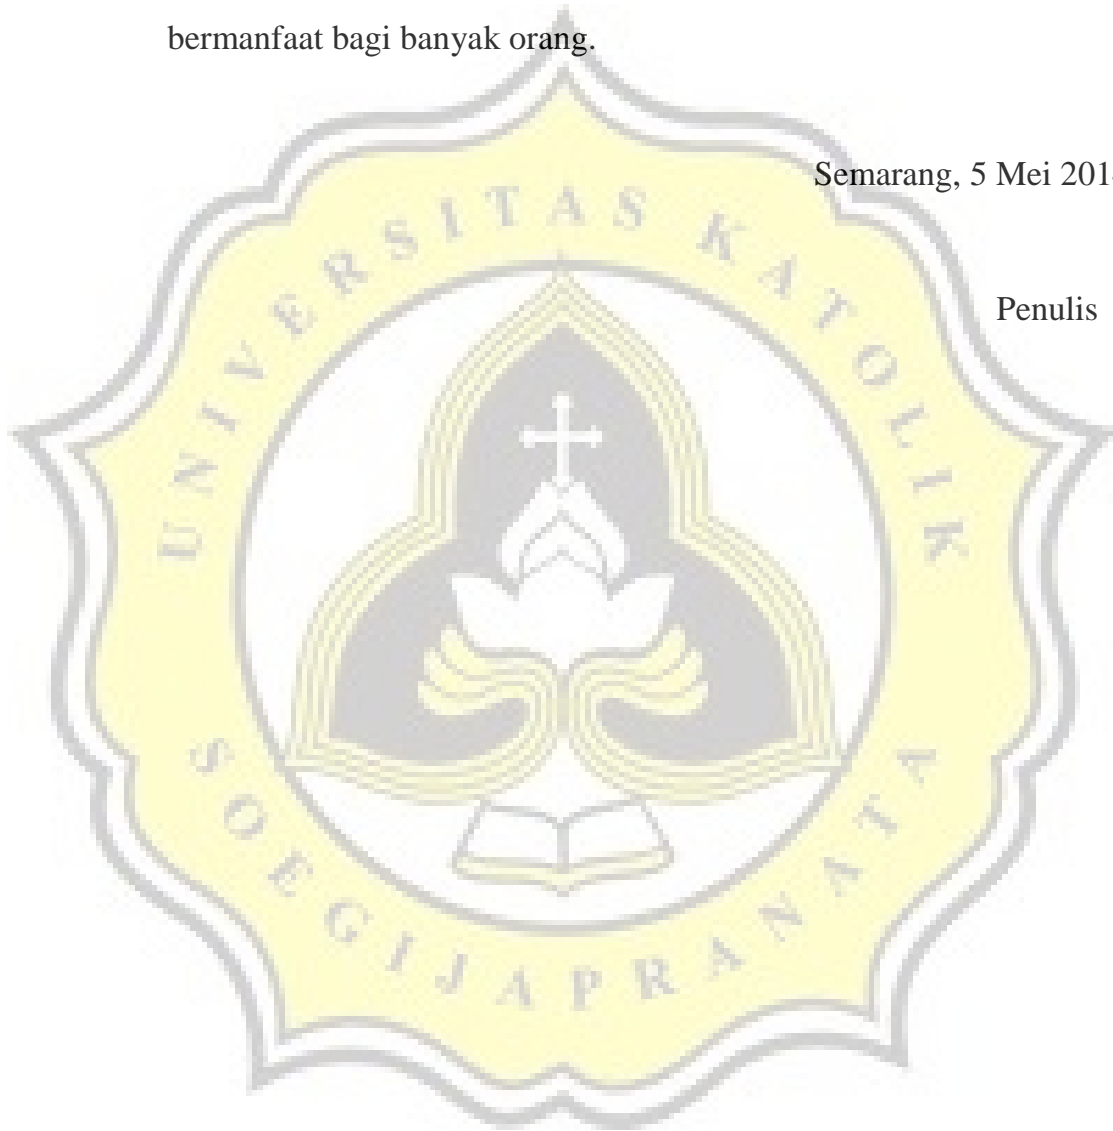 bermanfaat bagi banyak orang.
Semarang, 5 Mei 201
Penulis
UNIVERSITAS KATOLIK
SOEGIJAPRANATA